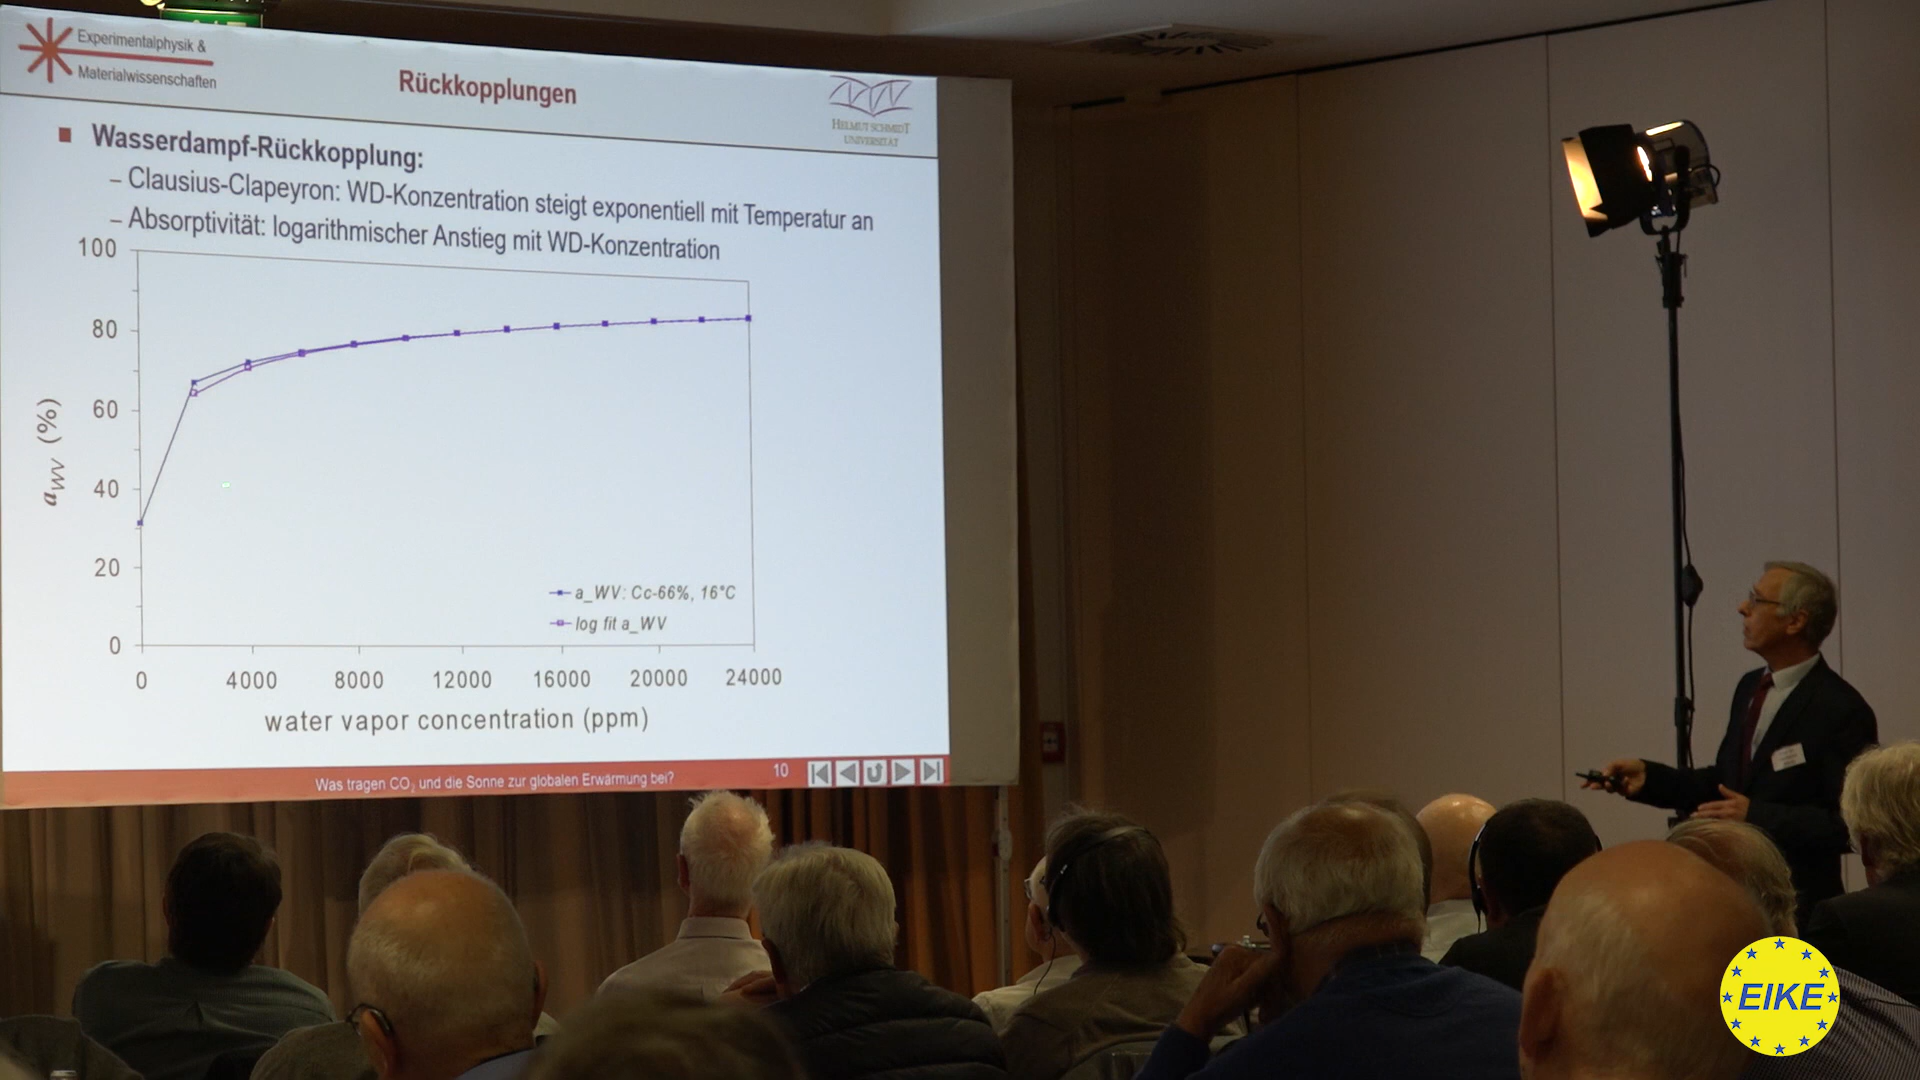 Experimentalphysik &
Materialwissenschaften
Rückkopplungen
HELMUT SCHMIDT
UNIVERSITÄT
Wasserdampf-Rückkopplung:
– Clausius-Clapeyron: WD-Konzentration steigt exponentiell mit Temperatur an
– Absorptivität: logarithmischer Anstieg mit WD-Konzentration
100
80
60
40
20
0
a_WV (%)
a_WV: Cc-66%, 16°C
log fit a_WV
0 4000 8000 12000 16000 20000 24000
water vapor concentration (ppm)
Was tragen CO₂ und die Sonne zur globalen Erwärmung bei?
10
EIKE